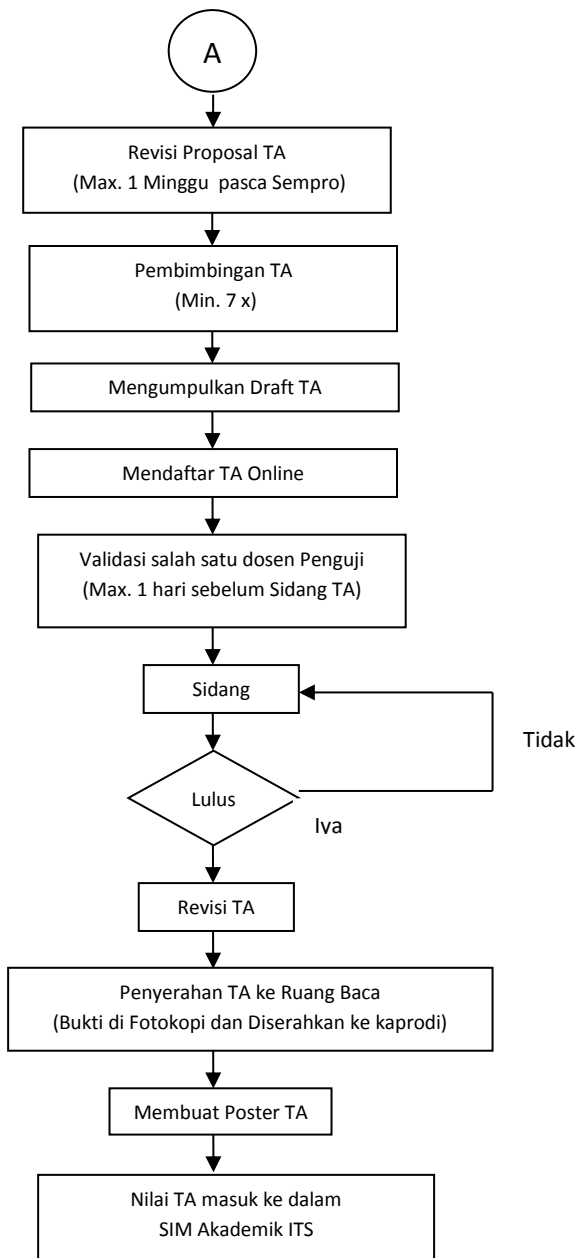 A
Revisi Proposal TA
(Max. 1 Minggu pasca Sempro)
Pembimbingan TA
(Min. 7 x)
Mengumpulkan Draft TA
Mendaftar TA Online
Validasi salah satu dosen Penguji
(Max. 1 hari sebelum Sidang TA)
Sidang
Tidak
Lulus
Iva
Revisi TA
Penyerahan TA ke Ruang Baca
(Bukti di Fotokopi dan Diserahkan ke kaprodi)
Membuat Poster TA
Nilai TA masuk ke dalam
SIM Akademik ITS